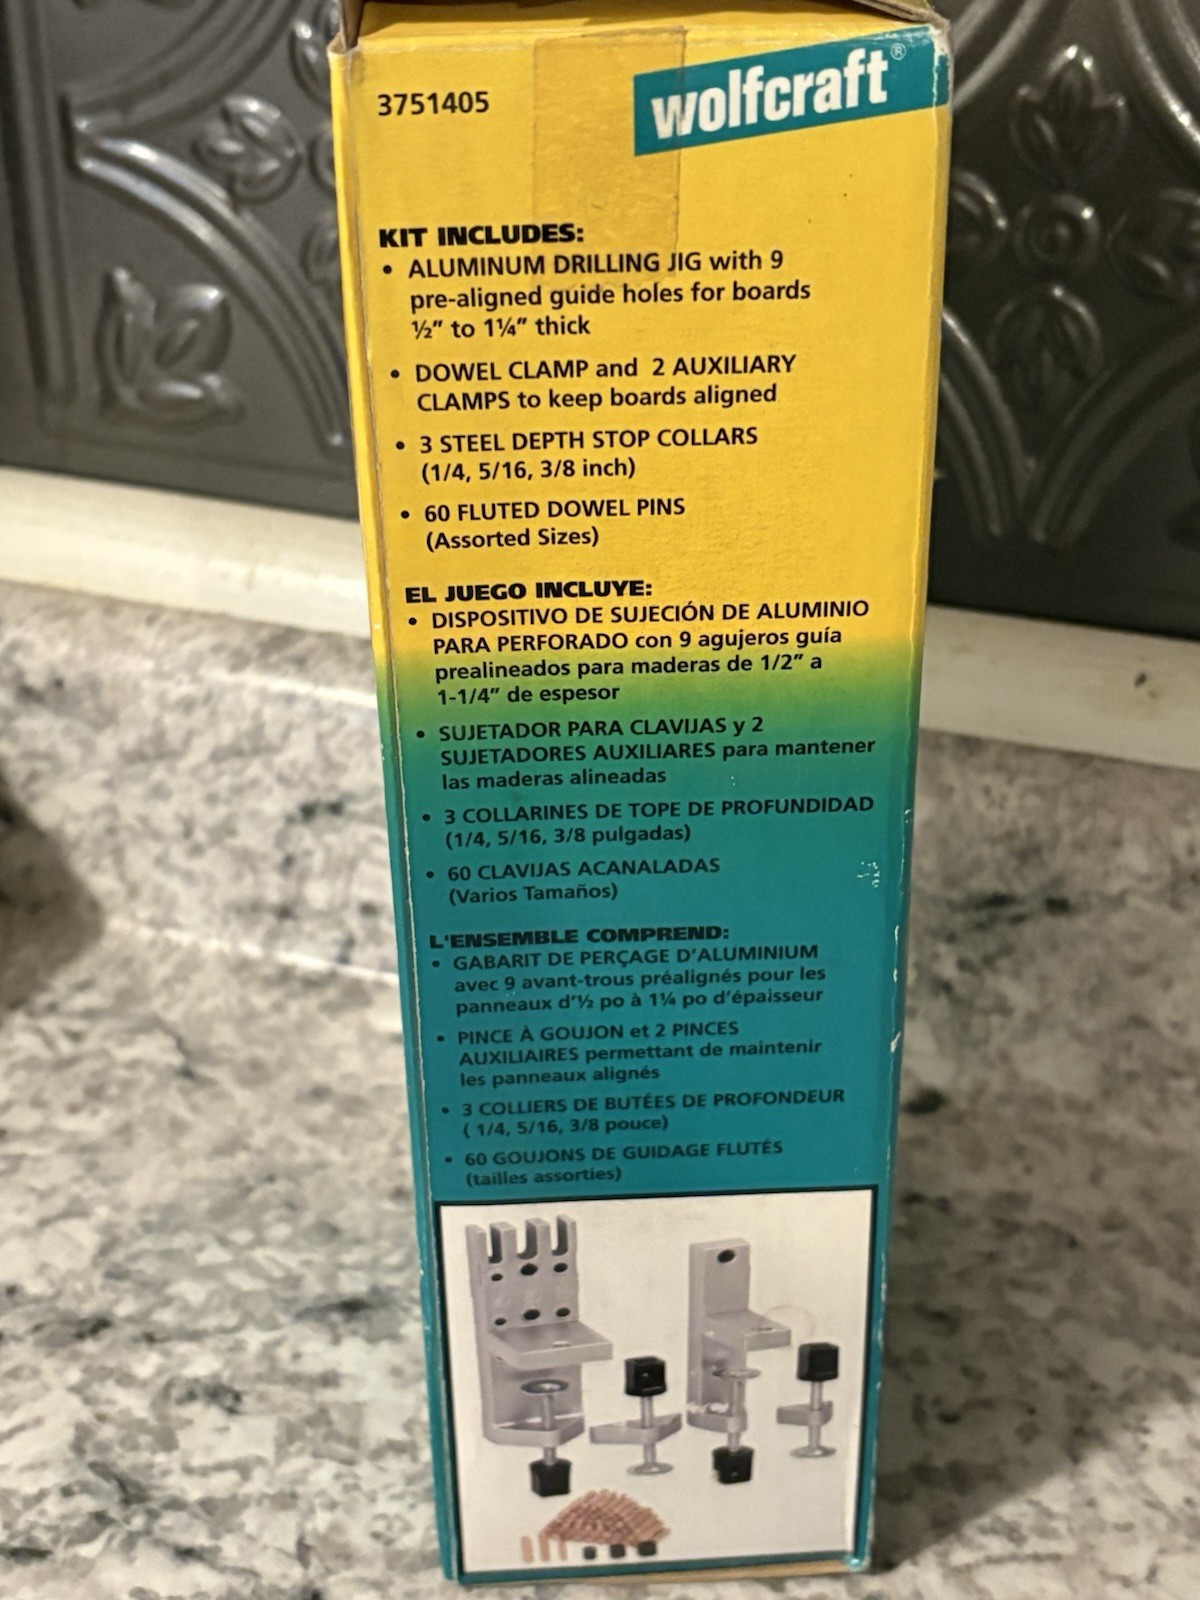 3751405
wolfcraft®
KIT INCLUDES:
• ALUMINUM DRILLING JIG with 9
pre-aligned guide holes for boards
½” to 1¼” thick
• DOWEL CLAMP and 2 AUXILIARY
CLAMPS to keep boards aligned
• 3 STEEL DEPTH STOP COLLARS
(1/4, 5/16, 3/8 inch)
• 60 FLUTED DOWEL PINS
(Assorted Sizes)
EL JUEGO INCLUYE:
• DISPOSITIVO DE SUJECIÓN DE ALUMINIO
PARA PERFORADO con 9 agujeros guía
prealineados para maderas de 1/2” a
1-1/4” de espesor
• SUJETADOR PARA CLAVIJAS y 2
SUJETADORES AUXILIARES para mantener
las maderas alineadas
• 3 COLLARINES DE TOPE DE PROFUNDIDAD
(1/4, 5/16, 3/8 pulgadas)
• 60 CLAVIJAS ACANALADAS
(Varios Tamaños)
L'ENSEMBLE COMPREND:
• GABARIT DE PERÇAGE D’ALUMINIUM
avec 9 avant-trous préalignés pour les
panneaux d’½ po à 1¼ po d’épaisseur
• PINCE À GOUJON et 2 PINCES
AUXILIAIRES permettant de maintenir
les panneaux alignés
• 3 COLLIERS DE BUTÉES DE PROFONDEUR
( 1/4, 5/16, 3/8 pouce)
• 60 GOUJONS DE GUIDAGE FLUTÉS
(tailles assorties)